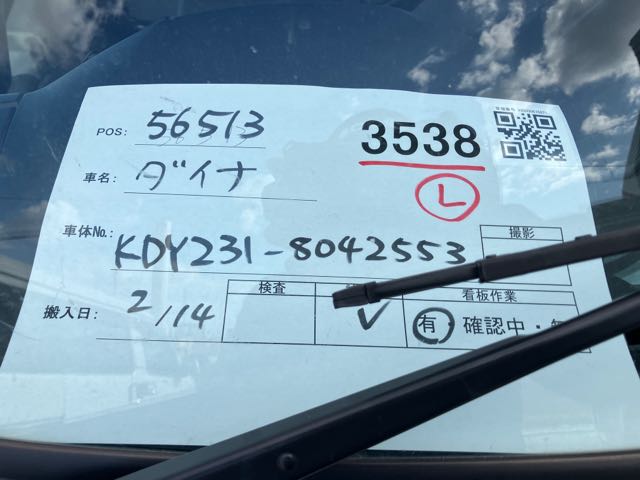 POS: 56513
3538
車名: ダイナ
L
車体No.: KDY231-8042553
撮影
搬入日: 2/14
検査
看板作業
✓
有・確認中・無